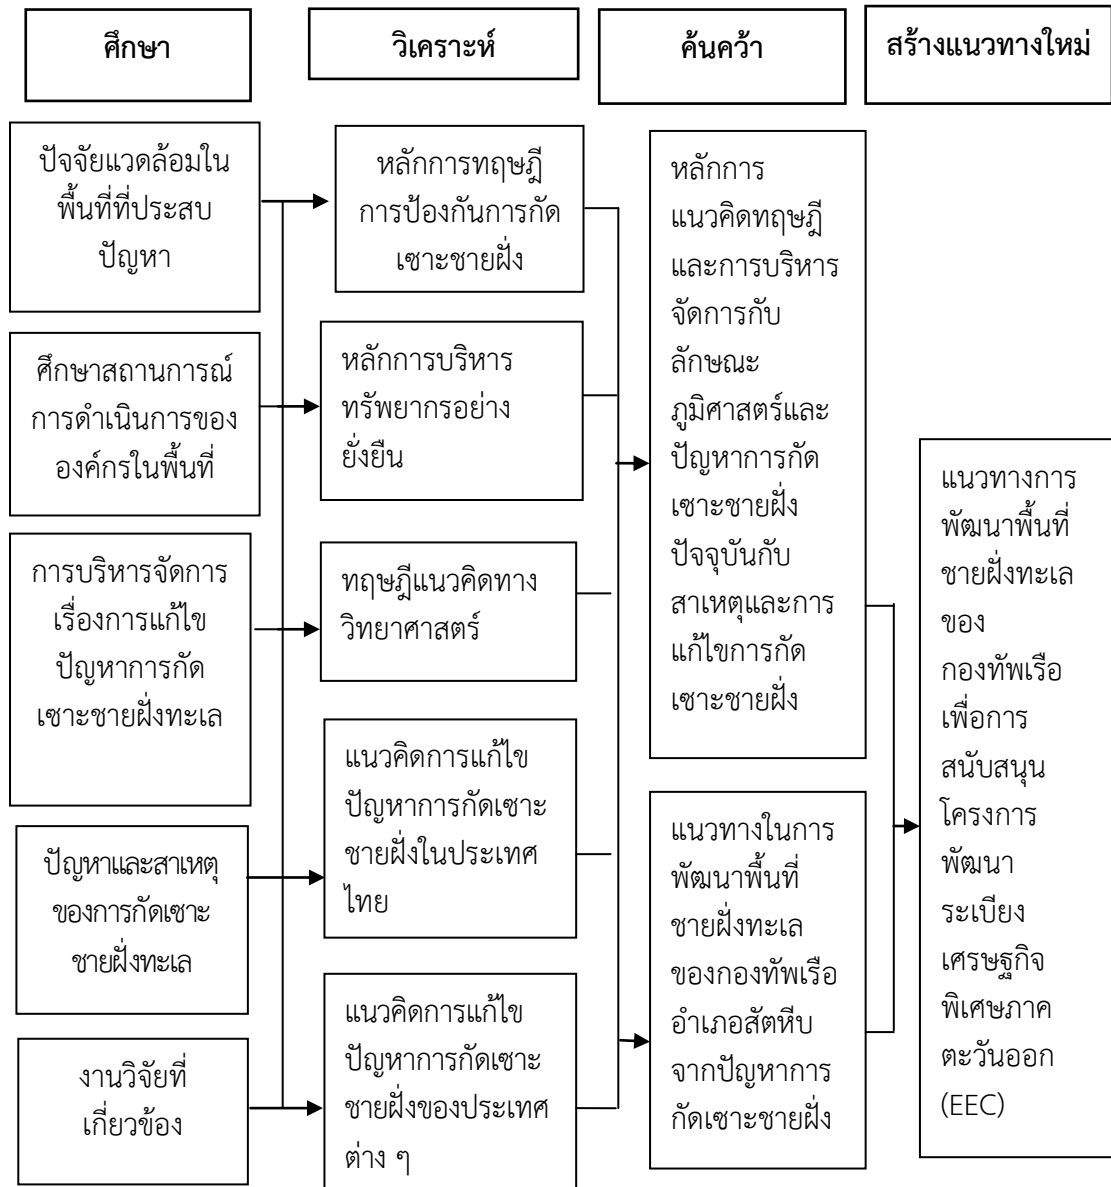 ศึกษา
วิเคราะห์
ค้นคว้า
สร้างแนวทางใหม่
ปัจจัยแวดล้อมใน
พื้นที่ที่ประสบ
ปัญหา
ศึกษาสถานการณ์
การดำเนินการของ
องค์กรในพื้นที่
การบริหารจัดการ
เรื่องการแก้ไข
ปัญหาการกัด
เซาะชายฝั่งทะเล
ปัญหาและสาเหตุ
ของการกัดเซาะ
ชายฝั่งทะเล
งานวิจัยที่
เกี่ยวข้อง
หลักการทฤษฎี
การป้องกันการกัด
เซาะชายฝั่ง
หลักการบริหาร
ทรัพยากรอย่าง
ยั่งยืน
ทฤษฎีแนวคิดทาง
วิทยาศาสตร์
แนวคิดการแก้ไข
ปัญหาการกัดเซาะ
ชายฝั่งในประเทศ
ไทย
แนวคิดการแก้ไข
ปัญหาการกัดเซาะ
ชายฝั่งของประเทศ
ต่าง ๆ
หลักการ
แนวคิดทฤษฎี
และการบริหาร
จัดการกับ
ลักษณะ
ภูมิศาสตร์และ
ปัญหาการกัด
เซาะชายฝั่ง
ปัจจุบันกับ
สาเหตุและการ
แก้ไขการกัด
เซาะชายฝั่ง
แนวทางในการ
พัฒนาพื้นที่
ชายฝั่งทะเล
ของกองทัพเรือ
อำเภอสัตหีบ
จากปัญหาการ
กัดเซาะชายฝั่ง
แนวทางการ
พัฒนาพื้นที่
ชายฝั่งทะเล
ของ
กองทัพเรือ
เพื่อการ
สนับสนุน
โครงการ
พัฒนา
ระเบียง
เศรษฐกิจ
พิเศษภาค
ตะวันออก
(EEC)